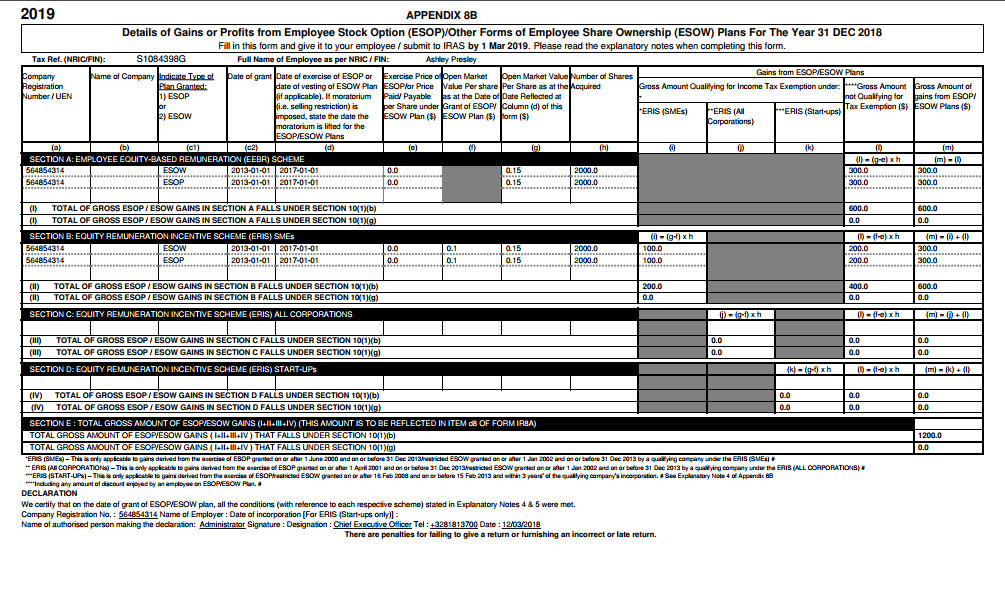 2019
APPENDIX 8B
Details of Gains or Profits from Employee Stock Option (ESOP)/Other Forms of Employee Share Ownership (ESOW) Plans For The Year 31 DEC 2018
Fill in this form and give it to your employee / submit to IRAS by 1 Mar 2019. Please read the explanatory notes when completing this form.
Tax Ref. (NRIC/FIN): S1084398G Full Name of Employee as per NRIC / FIN: Ashley Presley
Company Registration Number / UEN
Name of Company
Indicate Type of Plan Granted: 1) ESOP or 2) ESOW
Date of grant
Date of exercise of ESOP or date of vesting of ESOW Plan (if applicable). If moratorium (i.e. selling restriction) is imposed, state the date the moratorium is lifted for the ESOP/ESOW Plans
Exercise Price of ESOP/or Price Paid/ Payable per Share under ESOW Plan ($)
Open Market Value Per share as at the Date of Grant of ESOP/ ESOW Plan ($)
Open Market Value Per Share as at the Date Reflected at Column (d) of this form ($)
Number of Shares Acquired
Gains from ESOP/ESOW Plans
Gross Amount Qualifying for Income Tax Exemption under: -
*ERIS (SMEs)
**ERIS (All Corporations)
***ERIS (Start-ups)
****Gross Amount not Qualifying for Tax Exemption ($)
Gross Amount of gains from ESOP/ ESOW Plans ($)
(a) (b) (c1) (c2) (d) (e) (f) (g) (h) (i) (j) (k) (l) (m)
SECTION A: EMPLOYEE EQUITY-BASED REMUNERATION (EEBR) SCHEME (l) = (g-e) x h (m) = (l)
564854314 ESOW 2013-01-01 2017-01-01 0.0 0.15 2000.0 300.0 300.0
564854314 ESOP 2013-01-01 2017-01-01 0.0 0.15 2000.0 300.0 300.0
(I) TOTAL OF GROSS ESOP / ESOW GAINS IN SECTION A FALLS UNDER SECTION 10(1)(b) 600.0 600.0
(I) TOTAL OF GROSS ESOP / ESOW GAINS IN SECTION A FALLS UNDER SECTION 10(1)(g) 0.0 0.0
SECTION B: EQUITY REMUNERATION INCENTIVE SCHEME (ERIS) SMEs (i) = (g-f) x h (l) = (f-e) x h (m) = (i) + (l)
564854314 ESOW 2013-01-01 2017-01-01 0.0 0.1 0.15 2000.0 100.0 200.0 300.0
564854314 ESOP 2013-01-01 2017-01-01 0.0 0.1 0.15 2000.0 100.0 200.0 300.0
(II) TOTAL OF GROSS ESOP / ESOW GAINS IN SECTION B FALLS UNDER SECTION 10(1)(b) 200.0 400.0 600.0
(II) TOTAL OF GROSS ESOP / ESOW GAINS IN SECTION B FALLS UNDER SECTION 10(1)(g) 0.0 0.0 0.0
SECTION C: EQUITY REMUNERATION INCENTIVE SCHEME (ERIS) ALL CORPORATIONS (j) = (g-f) x h (l) = (f-e) x h (m) = (j) + (l)
(III) TOTAL OF GROSS ESOP / ESOW GAINS IN SECTION C FALLS UNDER SECTION 10(1)(b) 0.0 0.0 0.0
(III) TOTAL OF GROSS ESOP / ESOW GAINS IN SECTION C FALLS UNDER SECTION 10(1)(g) 0.0 0.0 0.0
SECTION D: EQUITY REMUNERATION INCENTIVE SCHEME (ERIS) START-UPs (k) = (g-f) x h (l) = (f-e) x h (m) = (k) + (l)
(IV) TOTAL OF GROSS ESOP / ESOW GAINS IN SECTION D FALLS UNDER SECTION 10(1)(b) 0.0 0.0 0.0
(IV) TOTAL OF GROSS ESOP / ESOW GAINS IN SECTION D FALLS UNDER SECTION 10(1)(g) 0.0 0.0 0.0
SECTION E : TOTAL GROSS AMOUNT OF ESOP/ESOW GAINS (I+II+III+IV) (THIS AMOUNT IS TO BE REFLECTED IN ITEM d8 OF FORM IR8A)
TOTAL GROSS AMOUNT OF ESOP/ESOW GAINS ( I+II+III+IV ) THAT FALLS UNDER SECTION 10(1)(b) 1200.0
TOTAL GROSS AMOUNT OF ESOP/ESOW GAINS ( I+II+III+IV ) THAT FALLS UNDER SECTION 10(1)(g) 0.0
*ERIS (SMEs) – This is only applicable to gains derived from the exercise of ESOP granted on or after 1 June 2000 and on or before 31 Dec 2013/restricted ESOW granted on or after 1 Jan 2002 and on or before 31 Dec 2013 by a qualifying company under the ERIS (SMEs) #
** ERIS (All CORPORATIONs) – This is only applicable to gains derived from the exercise of ESOP granted on or after 1 April 2001 and on or before 31 Dec 2013/restricted ESOW granted on or after 1 Jan 2002 and on or before 31 Dec 2013 by a qualifying company under the ERIS (ALL CORPORATIONS) #
***ERIS (START-UPs) – This is only applicable to gains derived from the exercise of ESOP/restricted ESOW granted on or after 16 Feb 2008 and on or before 15 Feb 2013 and within 3 years' of the qualifying company's incorporation. # See Explanatory Note 4 of Appendix 8B
****Including any amount of discount enjoyed by an employee on ESOP/ESOW Plan. #
DECLARATION
We certify that on the date of grant of ESOP/ESOW plan, all the conditions (with reference to each respective scheme) stated in Explanatory Notes 4 & 5 were met.
Company Registration No. : 564854314 Name of Employer : Date of incorporation [For ERIS (Start-ups only)] :
Name of authorised person making the declaration: Administrator Signature : Designation : Chief Executive Officer Tel : +3281813700 Date : 12/03/2018
There are penalties for failing to give a return or furnishing an incorrect or late return.